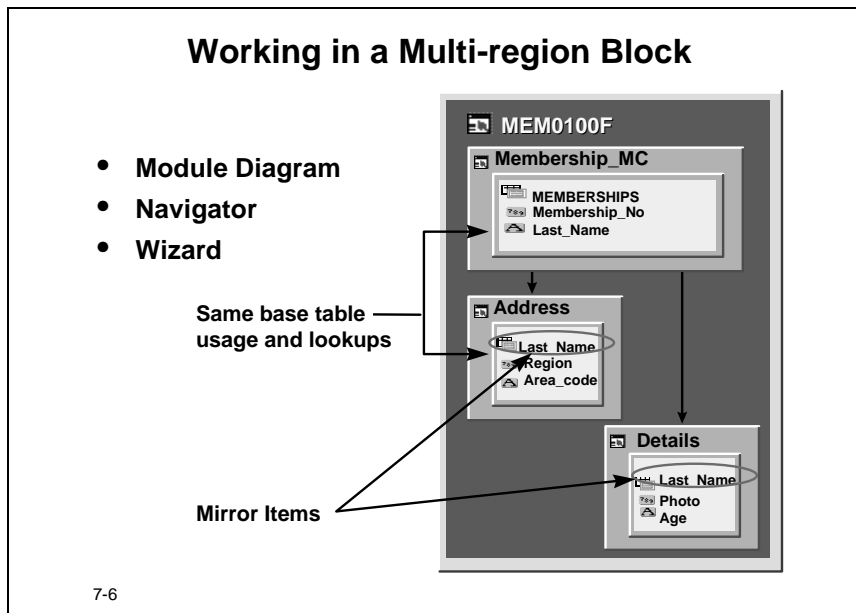 Working in a Multi-region Block
• Module Diagram
• Navigator
• Wizard
Same base table
usage and lookups
Mirror Items
MEM0100F
Membership_MC
MEMBERSHIPS
Membership_No
Last_Name
Address
Last_Name
Region
Area_code
Details
Last_Name
Photo
Age
7-6